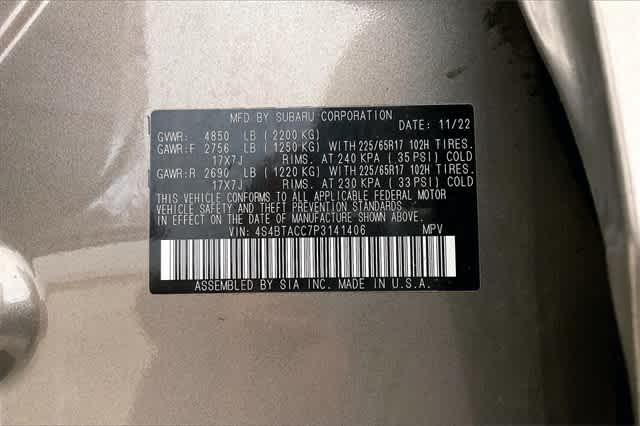 MFD BY SUBARU CORPORATION
GVWR: 4850 LB (2200 KG) DATE: 11/22
GAWR:F 2756 LB (1250 KG) WITH 225/65R17 102H TIRES.
17X7J RIMS. AT 240 KPA (35 PSI) COLD
GAWR:R 2690 LB (1220 KG) WITH 225/65R17 102H TIRES.
17X7J RIMS. AT 230 KPA (33 PSI) COLD
THIS VEHICLE CONFORMS TO ALL APPLICABLE FEDERAL MOTOR
VEHICLE SAFETY AND THEFT PREVENTION STANDARDS
IN EFFECT ON THE DATE OF MANUFACTURE SHOWN ABOVE.
VIN: 4S4BTACC7P3141406 MPV
ASSEMBLED BY SIA INC. MADE IN U.S.A.